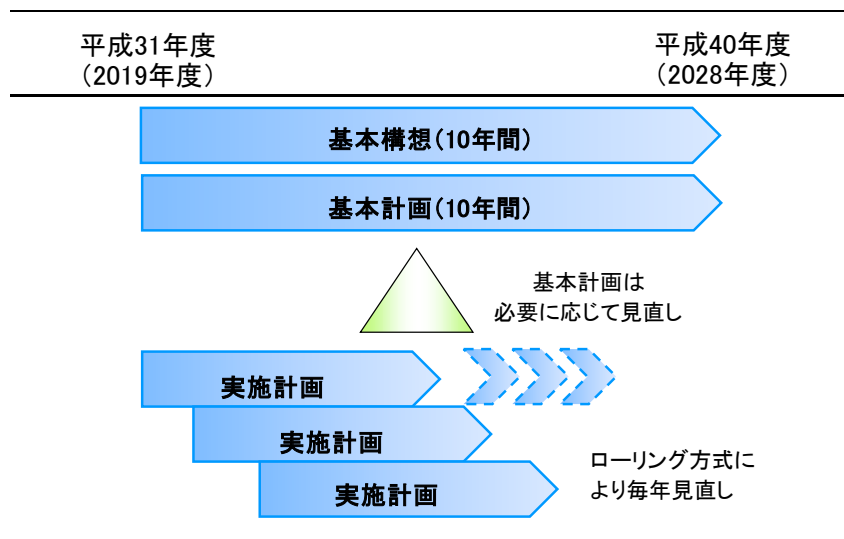 平成31年度
（2019年度）
平成40年度
（2028年度）
基本構想（10年間）
基本計画（10年間）
基本計画は
必要に応じて見直し
実施計画
実施計画
実施計画
ローリング方式に
より毎年見直し